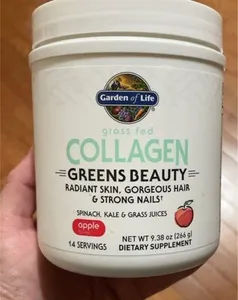 Garden of Life
grass fed
COLLAGEN
GREENS BEAUTY
RADIANT SKIN, GORGEOUS HAIR
& STRONG NAILS†
SPINACH, KALE & GRASS JUICES
apple
14 SERVINGS
NET WT 9.38 oz (266 g)
DIETARY SUPPLEMENT